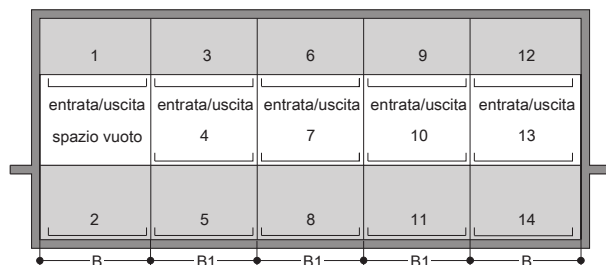 1 3 6 9 12
entrata/uscita entrata/uscita entrata/uscita entrata/uscita entrata/uscita
spazio vuoto 4 7 10 13
2 5 8 11 14
B B1 B1 B1 B